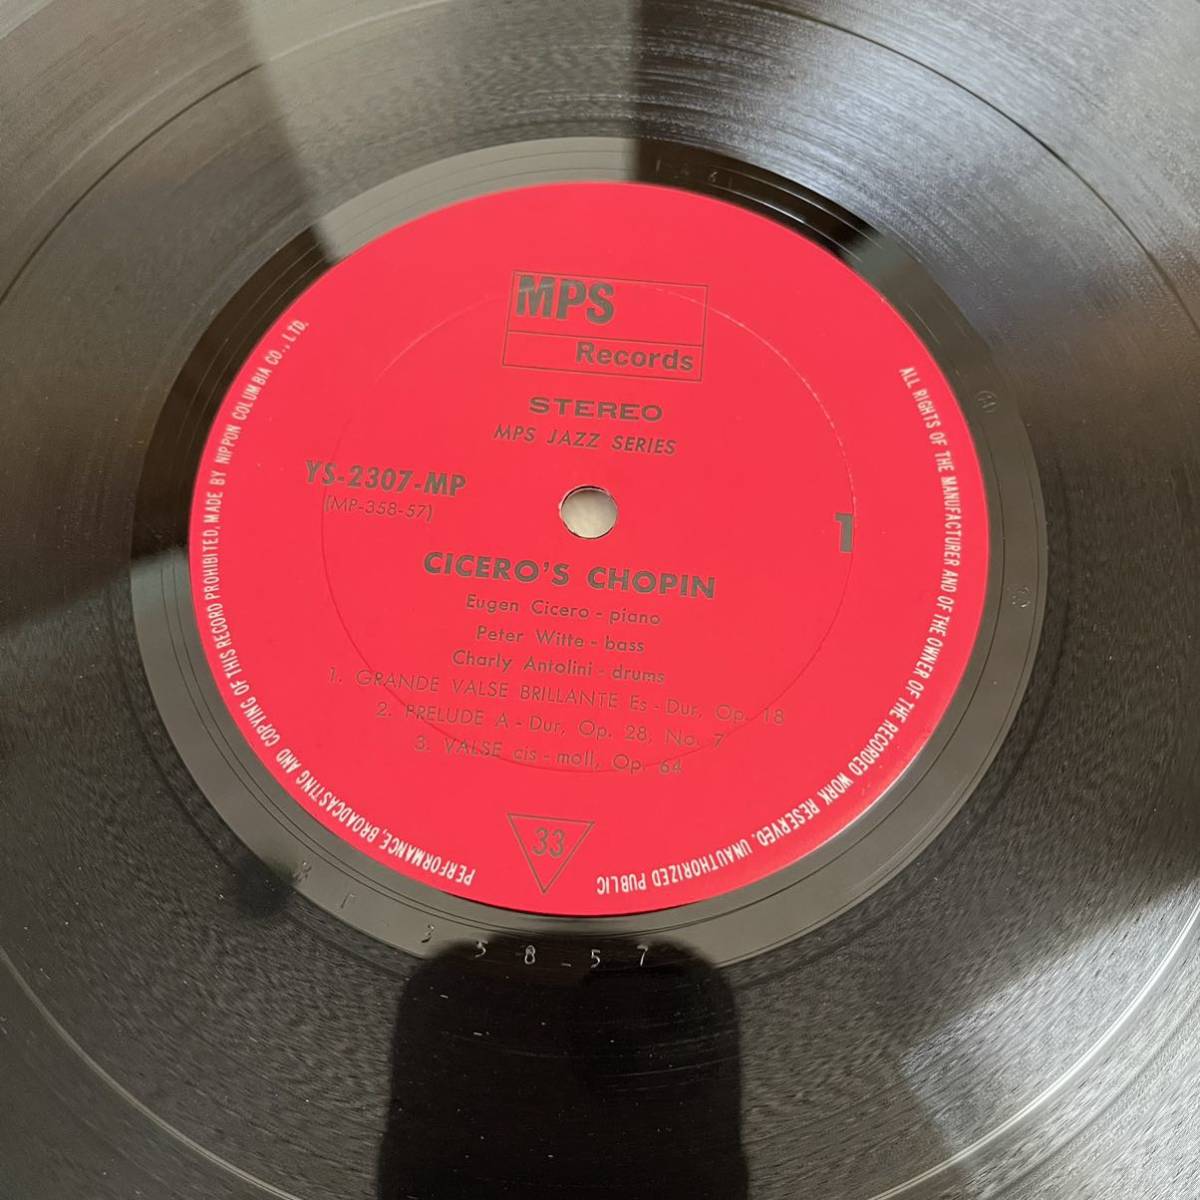 MPS
Records
STEREO
MPS JAZZ SERIES
YS-2307-MP
(MP-358-57)
1
CICERO'S CHOPIN
Eugen Cicero - piano
Peter Witte - bass
Charly Antolini - drums
1. GRANDE VALSE BRILLANTE Es - Dur, Op. 18
2. PRELUDE A - Dur, Op. 28, No. 7
3. VALSE cis - moll, Op. 64
33
ALL RIGHTS OF THE MANUFACTURER AND OF THE OWNER OF THE RECORDED WORK RESERVED. UNAUTHORIZED PUBLIC
PERFORMANCE, BROADCASTING AND COPYING OF THIS RECORD PROHIBITED, MADE BY NIPPON COLUMBIA CO., LTD.
358-57